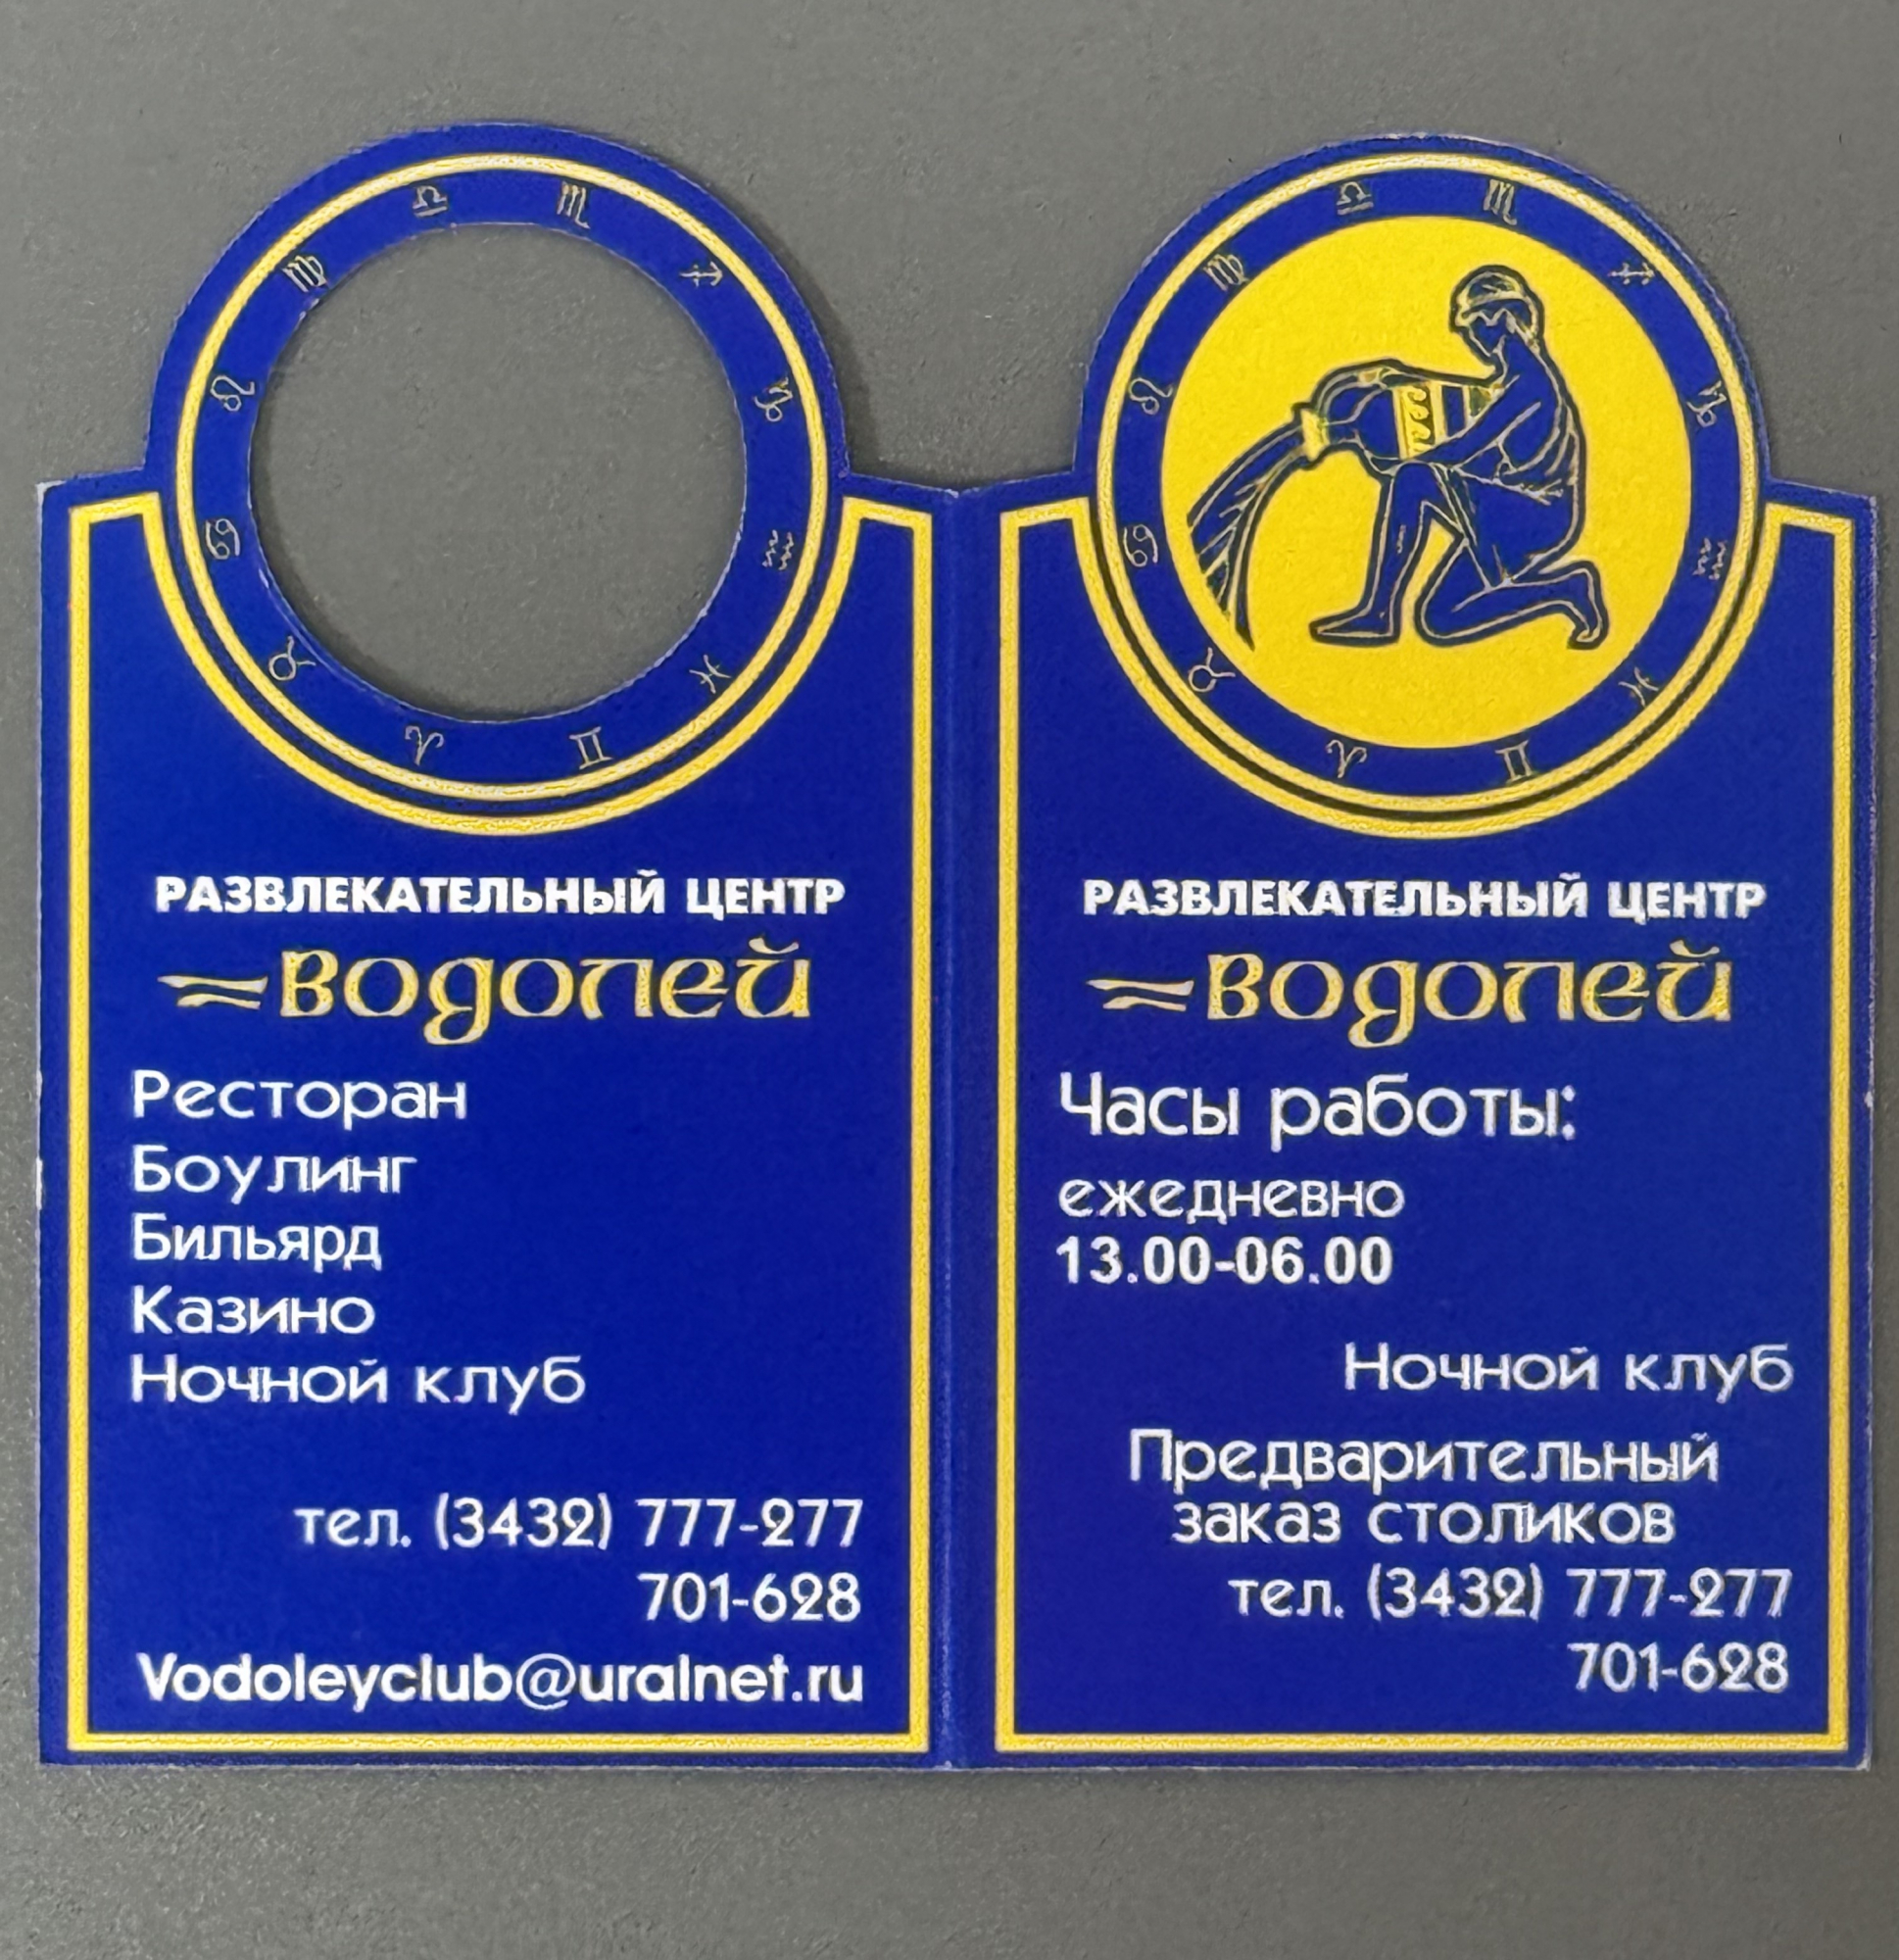 РАЗВЛЕКАТЕЛЬНЫЙ ЦЕНТР
Водолей
Ресторан
Боулинг
Бильярд
Казино
Ночной клуб
тел. (3432) 777-277
701-628
Vodoleyclub@uralnet.ru
РАЗВЛЕКАТЕЛЬНЫЙ ЦЕНТР
Водолей
Часы работы:
ежедневно
13.00-06.00
Ночной клуб
Предварительный
заказ столиков
тел. (3432) 777-277
701-628